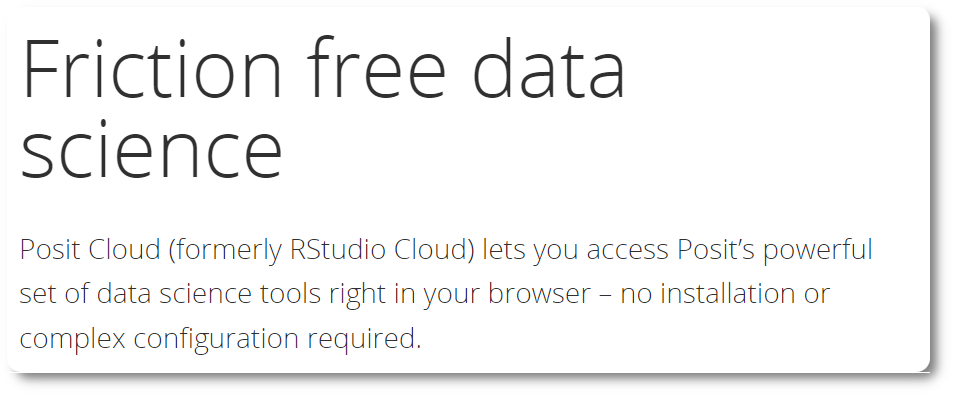 Friction free data
science
Posit Cloud (formerly RStudio Cloud) lets you access Posit’s powerful
set of data science tools right in your browser – no installation or
complex configuration required.